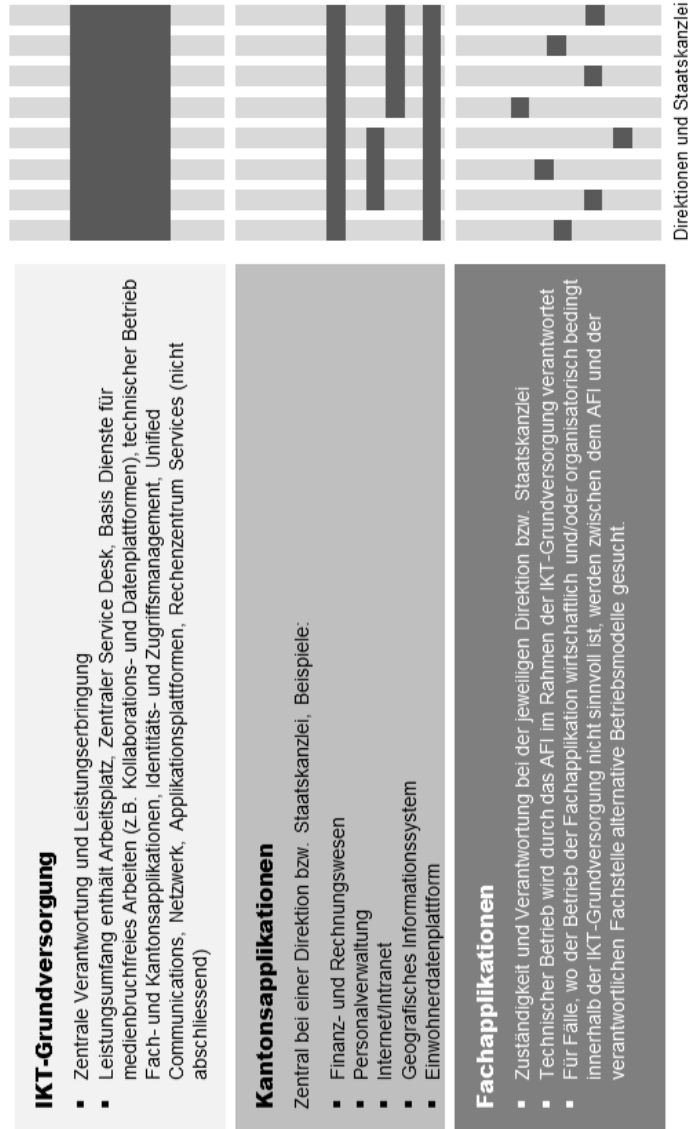 IKT-Grundversorgung
▪ Zentrale Verantwortung und Leistungserbringung
▪ Leistungsumfang enthält Arbeitsplatz, Zentraler Service Desk, Basis Dienste für
medienbruchfreies Arbeiten (z.B. Kollaborations- und Datenplattformen), technischer Betrieb
Fach- und Kantonsapplikationen, Identitäts- und Zugriffsmanagement, Unified
Communications, Netzwerk, Applikationsplattformen, Rechenzentrum Services (nicht
abschliessend)
Kantonsapplikationen
Zentral bei einer Direktion bzw. Staatskanzlei, Beispiele:
▪ Finanz- und Rechnungswesen
▪ Personalverwaltung
▪ Internet/Intranet
▪ Geografisches Informationssystem
▪ Einwohnerdatenplattform
Fachapplikationen
▪ Zuständigkeit und Verantwortung bei der jeweiligen Direktion bzw. Staatskanzlei
▪ Technischer Betrieb wird durch das AFI im Rahmen der IKT-Grundversorgung verantwortet
▪ Für Fälle, wo der Betrieb der Fachapplikation wirtschaftlich und/oder organisatorisch bedingt
innerhalb der IKT-Grundversorgung nicht sinnvoll ist, werden zwischen dem AFI und der
verantwortlichen Fachstelle alternative Betriebsmodelle gesucht.
Direktionen und Staatskanzlei